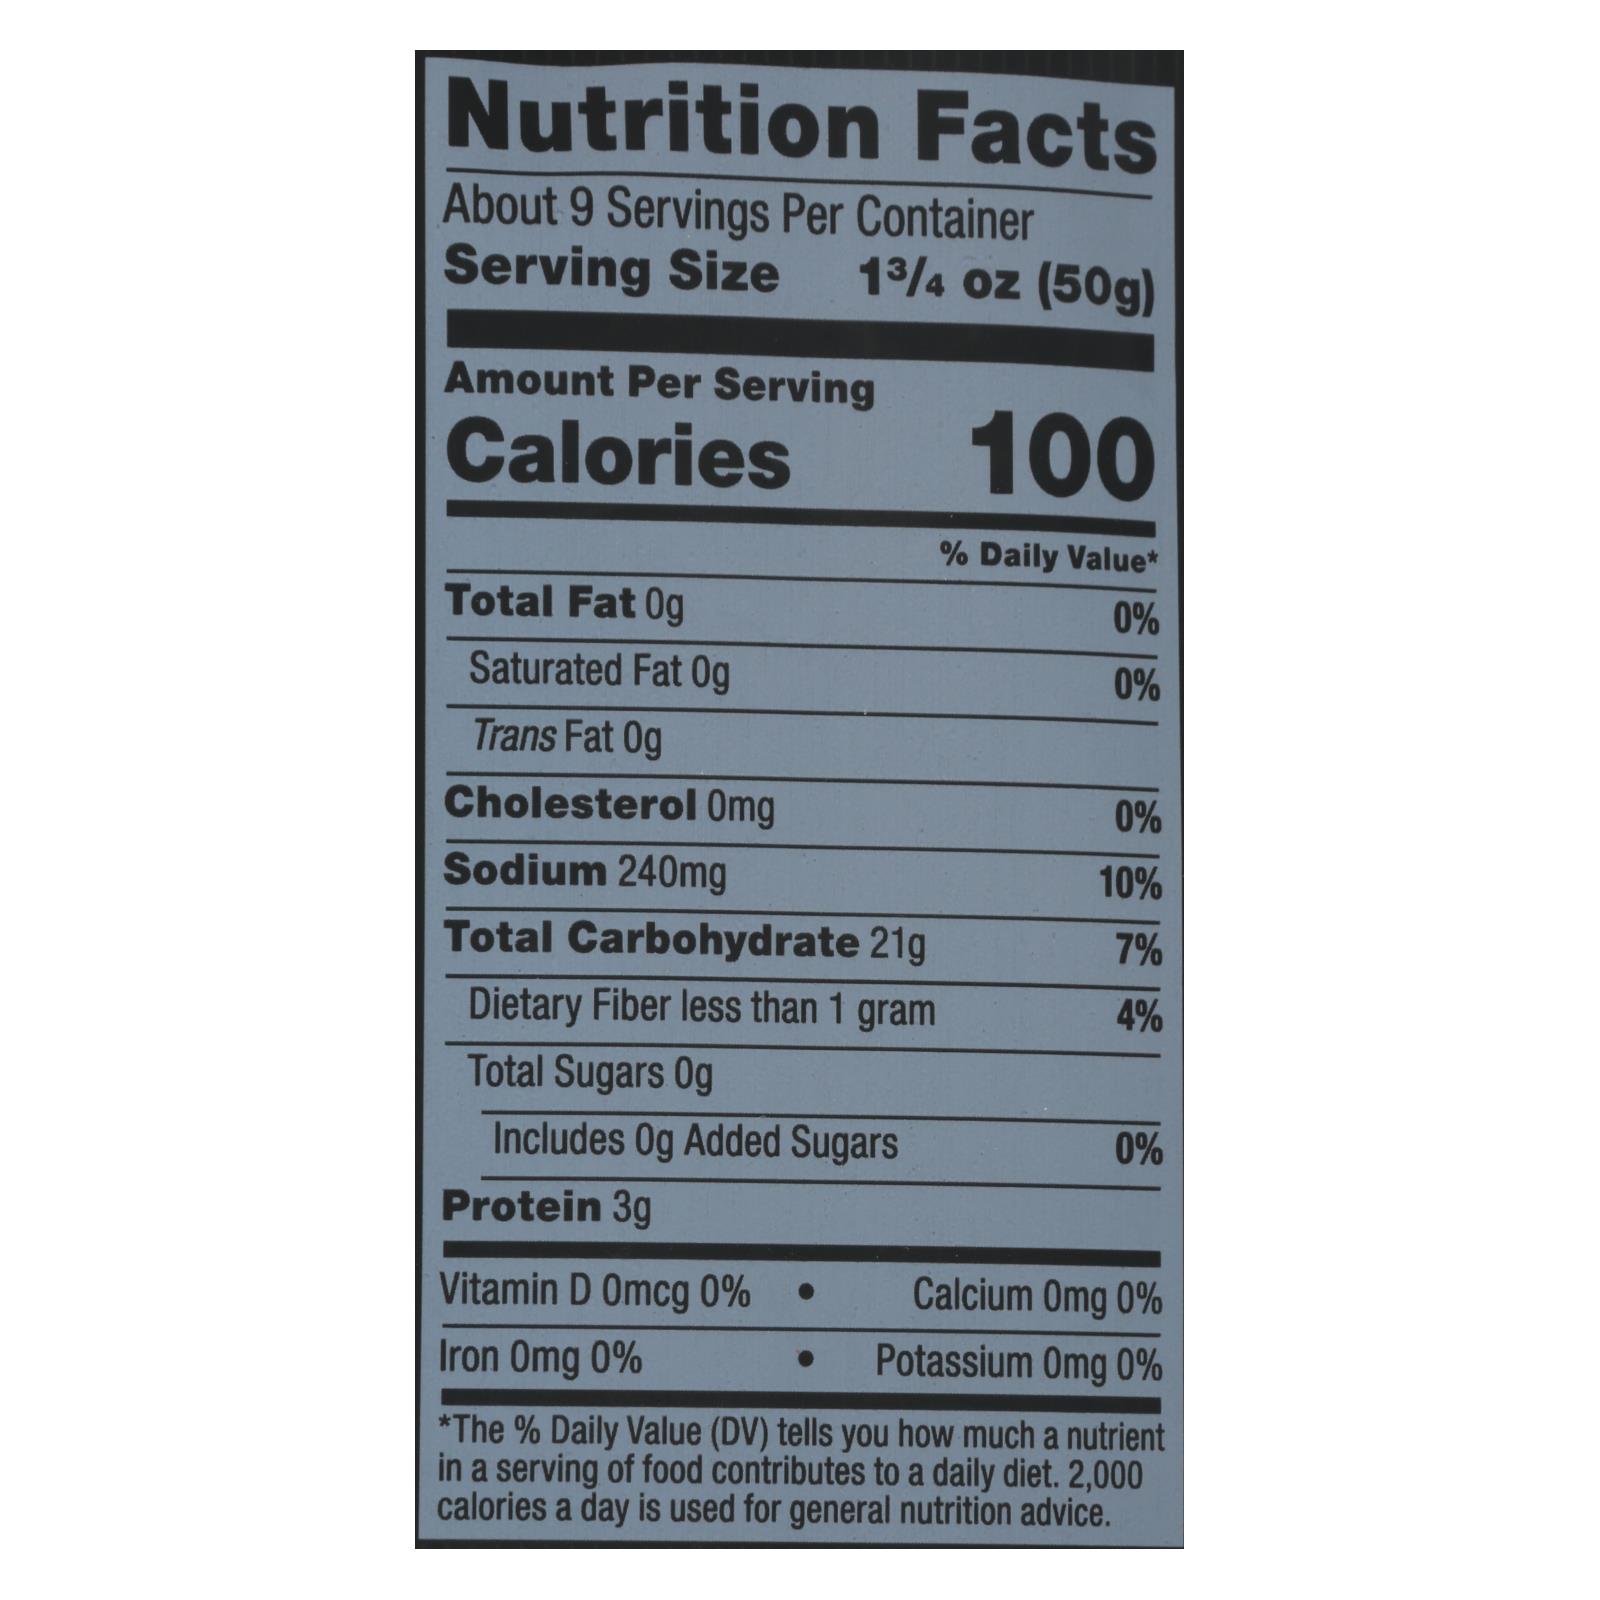 Nutrition Facts
About 9 Servings Per Container
Serving Size 1³/₄ oz (50g)
Amount Per Serving
Calories 100
% Daily Value*
Total Fat 0g 0%
Saturated Fat 0g 0%
Trans Fat 0g
Cholesterol 0mg 0%
Sodium 240mg 10%
Total Carbohydrate 21g 7%
Dietary Fiber less than 1 gram 4%
Total Sugars 0g
Includes 0g Added Sugars 0%
Protein 3g
Vitamin D 0mcg 0% • Calcium 0mg 0%
Iron 0mg 0% • Potassium 0mg 0%
*The % Daily Value (DV) tells you how much a nutrient
in a serving of food contributes to a daily diet. 2,000
calories a day is used for general nutrition advice.